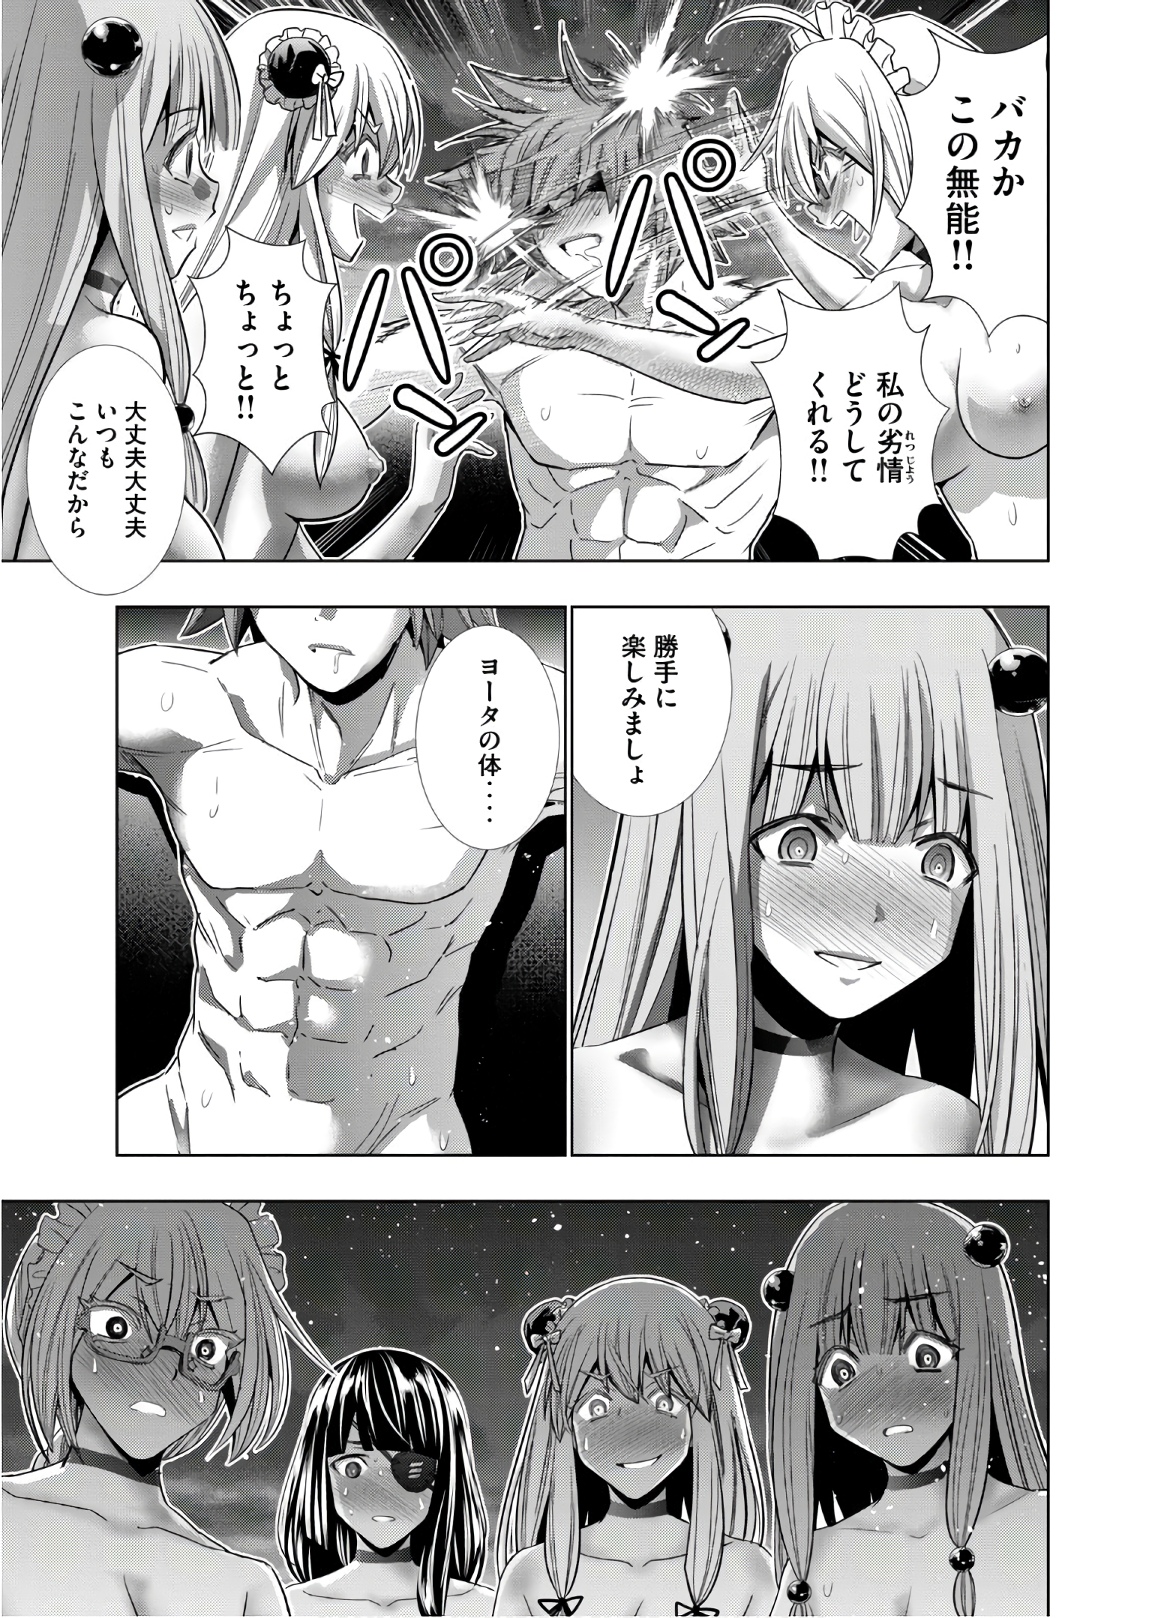 バカか
この無能!!
私の劣情
れつじょう
どうして
くれる!!
パン
パン
ちょっと
ちょっと!!
大丈夫大丈夫
いつも
こんなだから
勝手に
楽しみましょ
ヨータの体‥‥